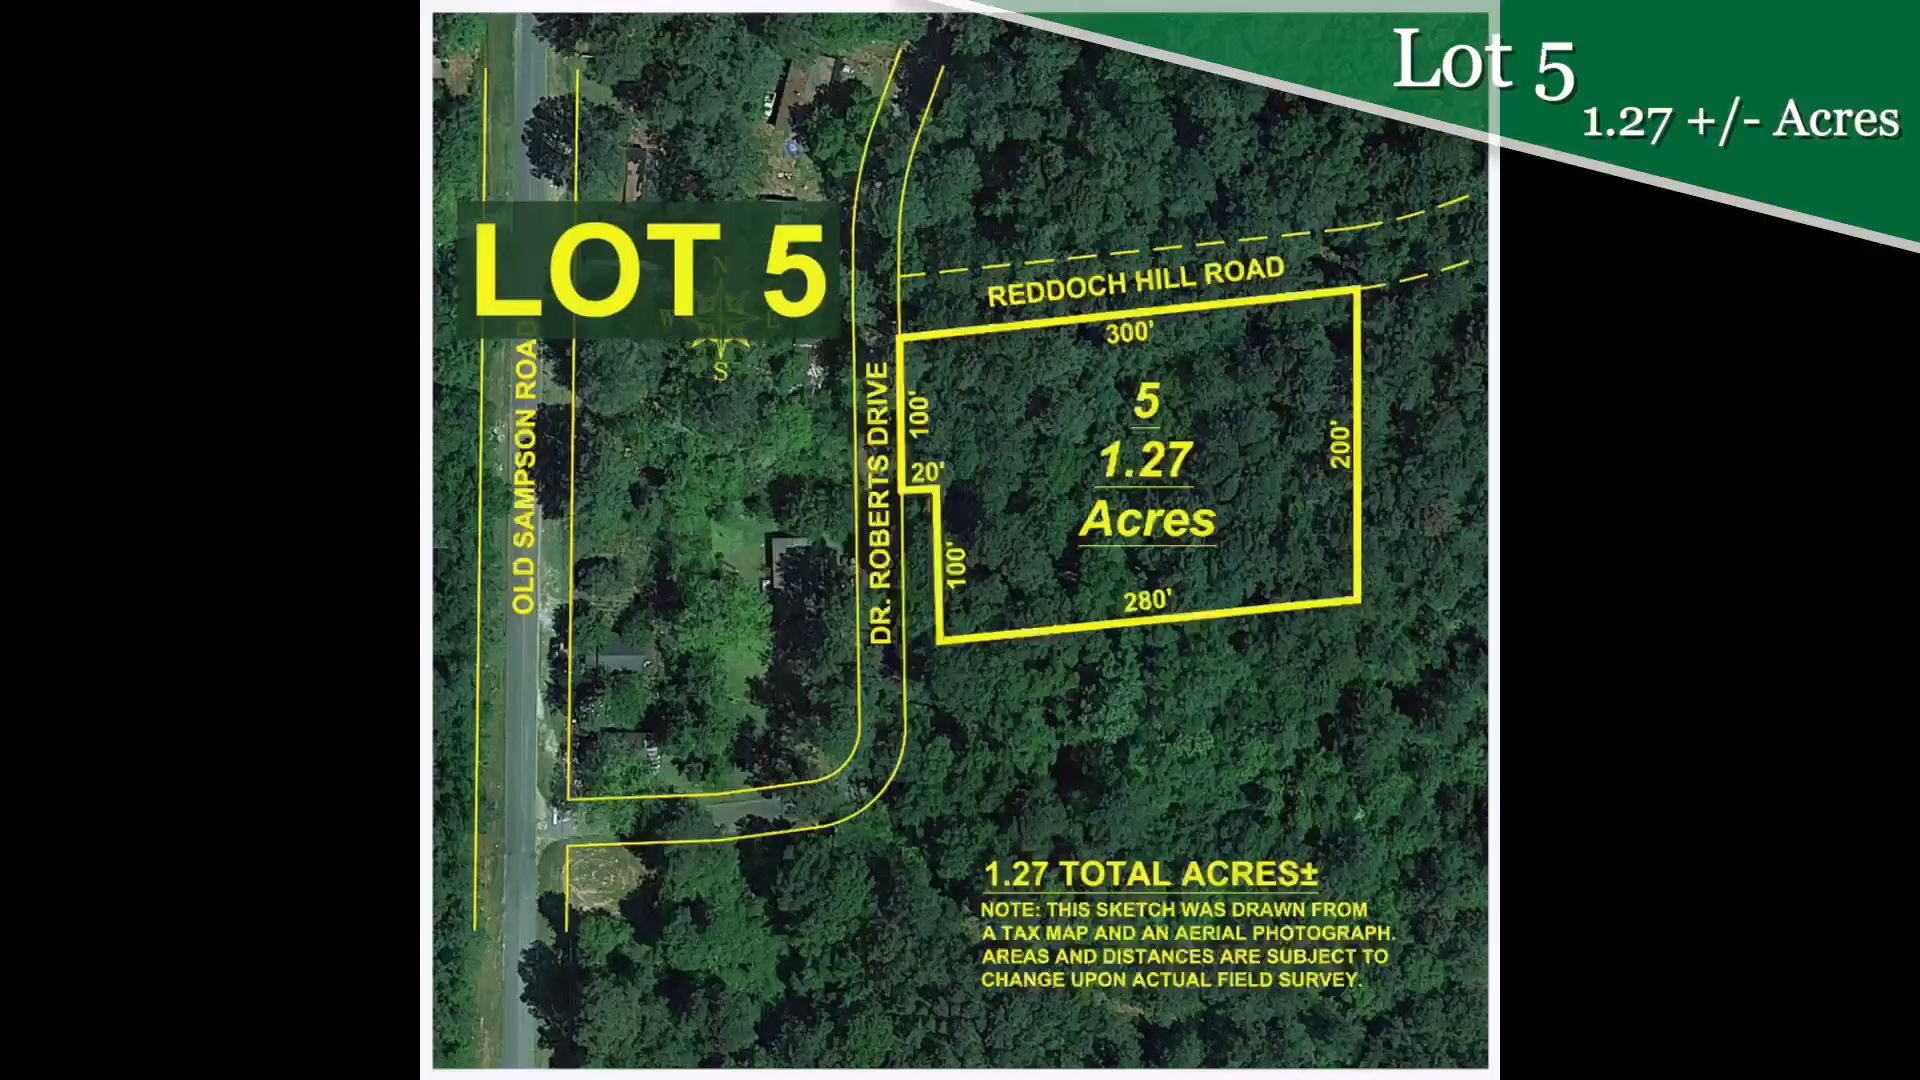 Lot 5
1.27 +/- Acres
LOT 5
N
W
E
S
OLD SAMPSON ROAD
DR. ROBERTS DRIVE
REDDOCH HILL ROAD
300'
100'
20'
100'
200'
280'
5
1.27
Acres
1.27 TOTAL ACRES±
NOTE: THIS SKETCH WAS DRAWN FROM
A TAX MAP AND AN AERIAL PHOTOGRAPH.
AREAS AND DISTANCES ARE SUBJECT TO
CHANGE UPON ACTUAL FIELD SURVEY.